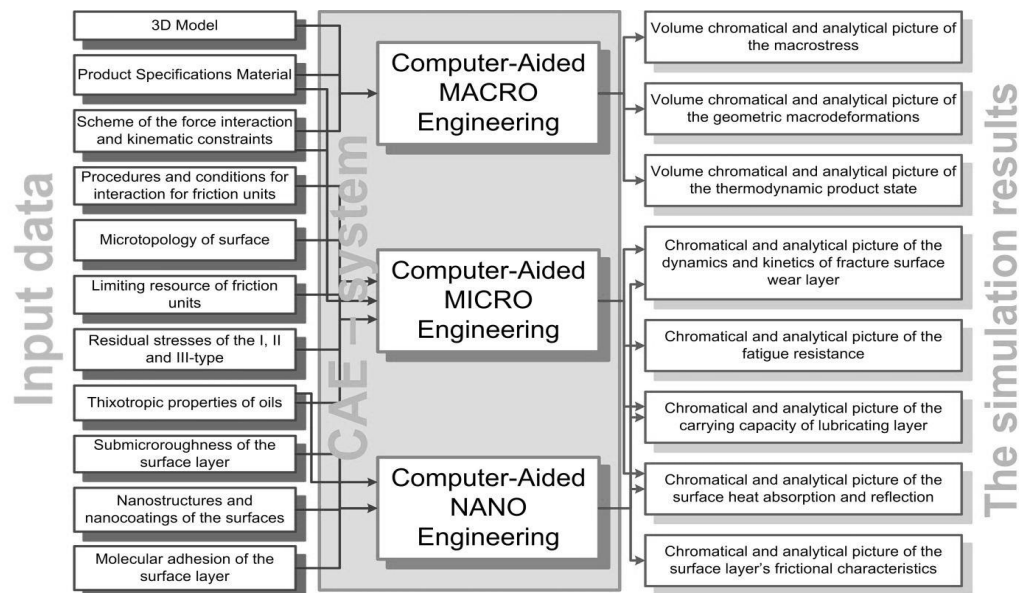 Input data
3D Model
Product Specifications Material
Scheme of the force interaction
and kinematic constraints
Procedures and conditions for
interaction for friction units
Microtopology of surface
Limiting resource of friction
units
Residual stresses of the I, II
and III-type
Thixotropic properties of oils
Submicroroughness of the
surface layer
Nanostructures and
nanocoatings of the surfaces
Molecular adhesion of the
surface layer
CAE – system
Computer-Aided
MACRO
Engineering
Computer-Aided
MICRO
Engineering
Computer-Aided
NANO
Engineering
Volume chromatical and analytical picture of
the macrostress
Volume chromatical and analytical picture of
the geometric macrodeformations
Volume chromatical and analytical picture of
the thermodynamic product state
Chromatical and analytical picture of the
dynamics and kinetics of fracture surface
wear layer
Chromatical and analytical picture of the
fatigue resistance
Chromatical and analytical picture of the
carrying capacity of lubricating layer
Chromatical and analytical picture of the
surface heat absorption and reflection
Chromatical and analytical picture of the
surface layer's frictional characteristics
The simulation results